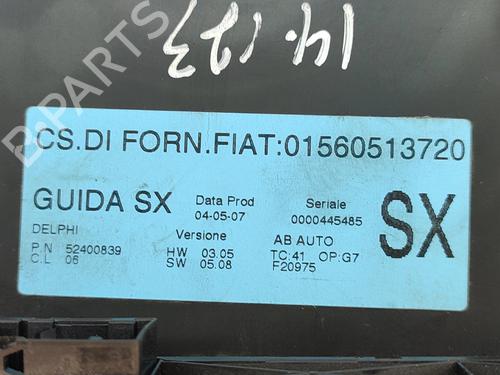 14.123
B-PARTS
CS.DI FORN.FIAT:01560513720
GUIDA SX
Data Prod
04-05-07
Seriale
0000445485
SX
DELPHI
P.N 52400839
C.L 06
Versione
HW 03.05
SW 05.08
AB AUTO
TC:41 OP:G7
F20975